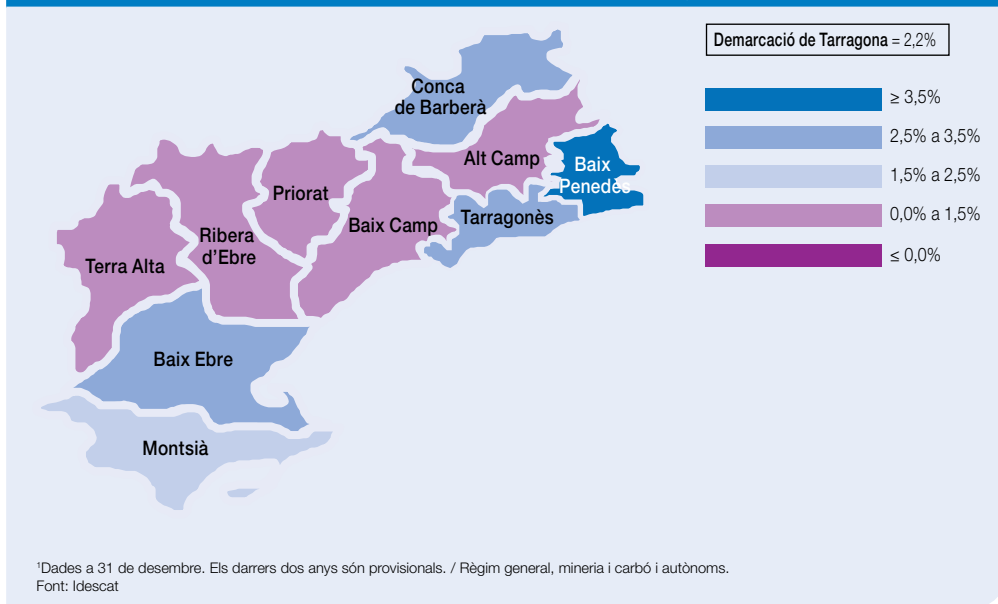 Demarcació de Tarragona = 2,2%
≥ 3,5%
2,5% a 3,5%
1,5% a 2,5%
0,0% a 1,5%
≤ 0,0%
Conca
de Barberà
Alt Camp
Baix
Penedès
Priorat
Tarragonès
Baix Camp
Ribera
d'Ebre
Terra Alta
Baix Ebre
Montsià
¹Dades a 31 de desembre. Els darrers dos anys són provisionals. / Règim general, mineria i carbó i autònoms.
Font: Idescat